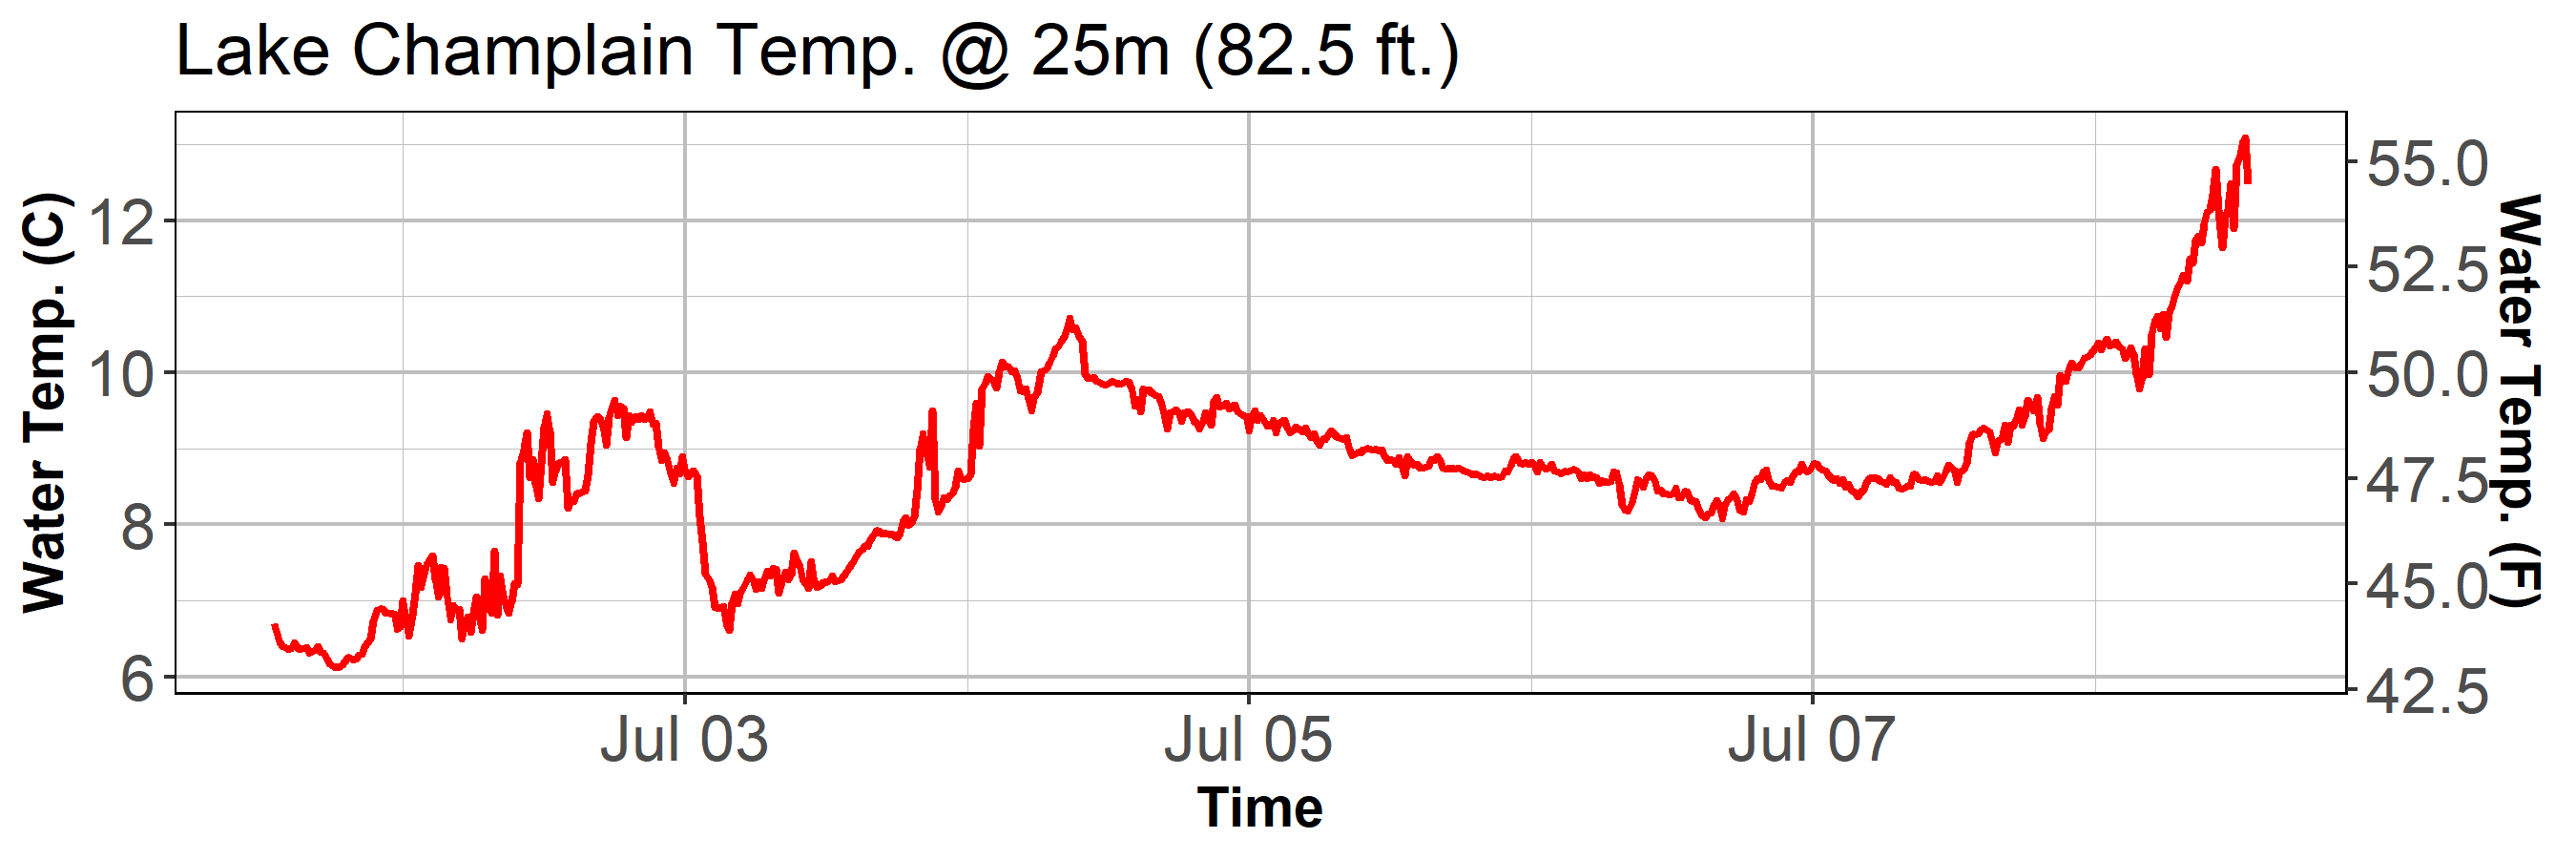 Lake Champlain Temp. @ 25m (82.5 ft.)
Water Temp. (C)
12
10
8
6
55.0
52.5
50.0
47.5
45.0
42.5
Water Temp. (F)
Jul 03 Jul 05 Jul 07
Time